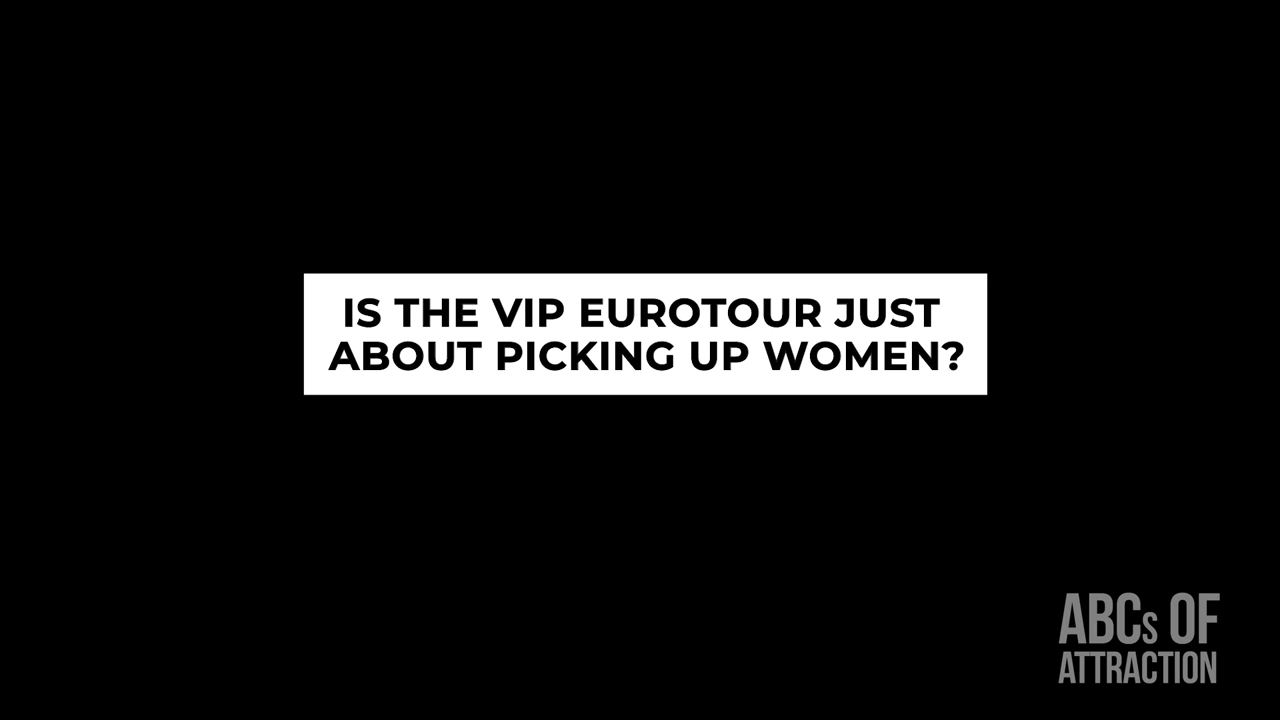 IS THE VIP EUROTOUR JUST
ABOUT PICKING UP WOMEN?
ABCs OF
ATTRACTION